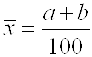 x̅ = (a + b) / 100